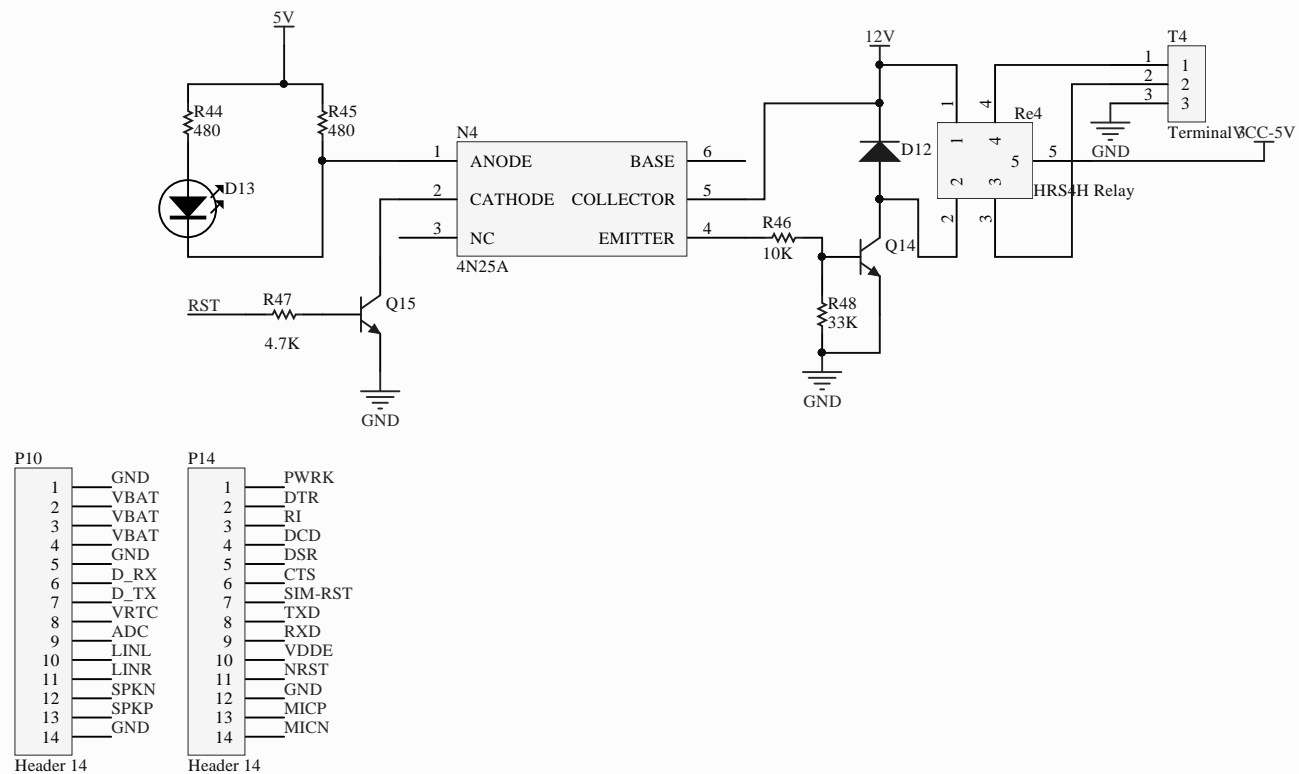 5V
R44
480
R45
480
D13
RST
R47
4.7K
Q15
GND
N4
1 ANODE BASE 6
2 CATHODE COLLECTOR 5
3 NC EMITTER 4
4N25A
R46
10K
R48
33K
GND
Q14
12V
D12
Re4
1 1
4 4
5 5
2 2
3 3
HRS4H Relay
T4
1 1
2 2
3 3
Terminal 3
GND
VCC-5V
P10
1 GND
2 VBAT
3 VBAT
4 VBAT
5 GND
6 D_RX
7 D_TX
8 VRTC
9 ADC
10 LINL
11 LINR
12 SPKN
13 SPKP
14 GND
Header 14
P14
1 PWRK
2 DTR
3 RI
4 DCD
5 DSR
6 CTS
7 SIM-RST
8 TXD
9 RXD
10 VDDE
11 NRST
12 GND
13 MICP
14 MICN
Header 14